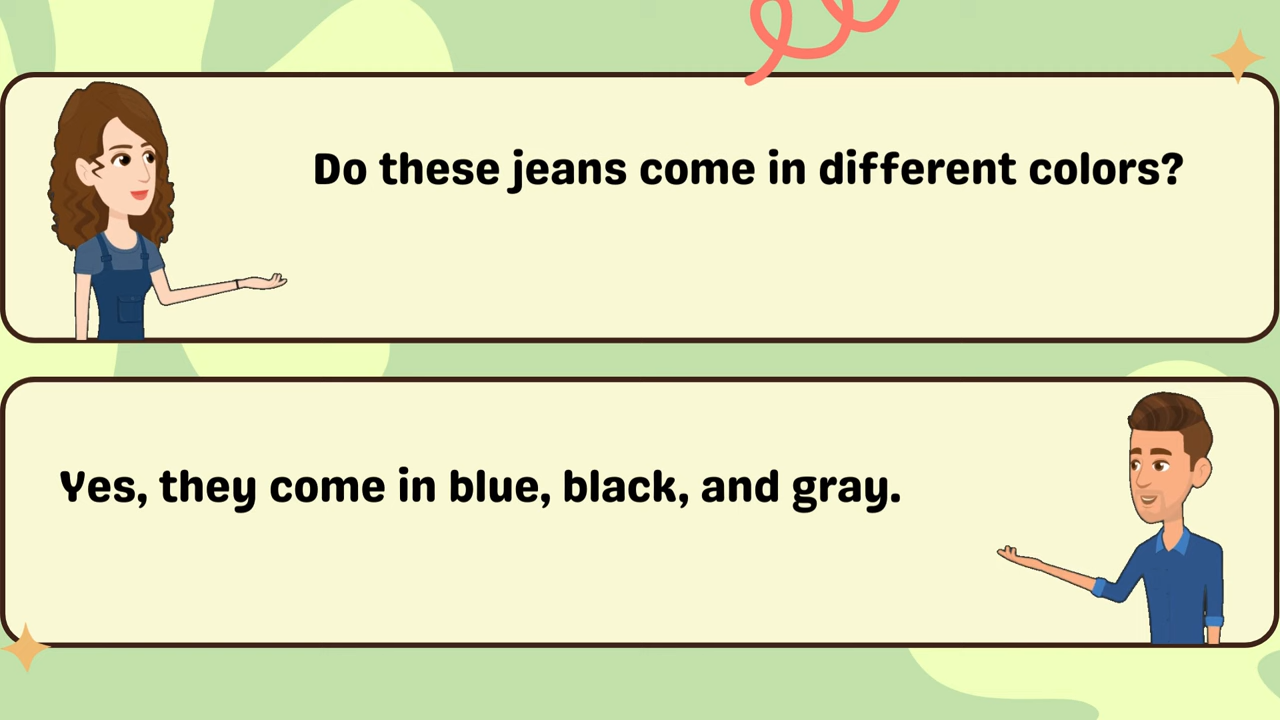 Do these jeans come in different colors?
Yes, they come in blue, black, and gray.